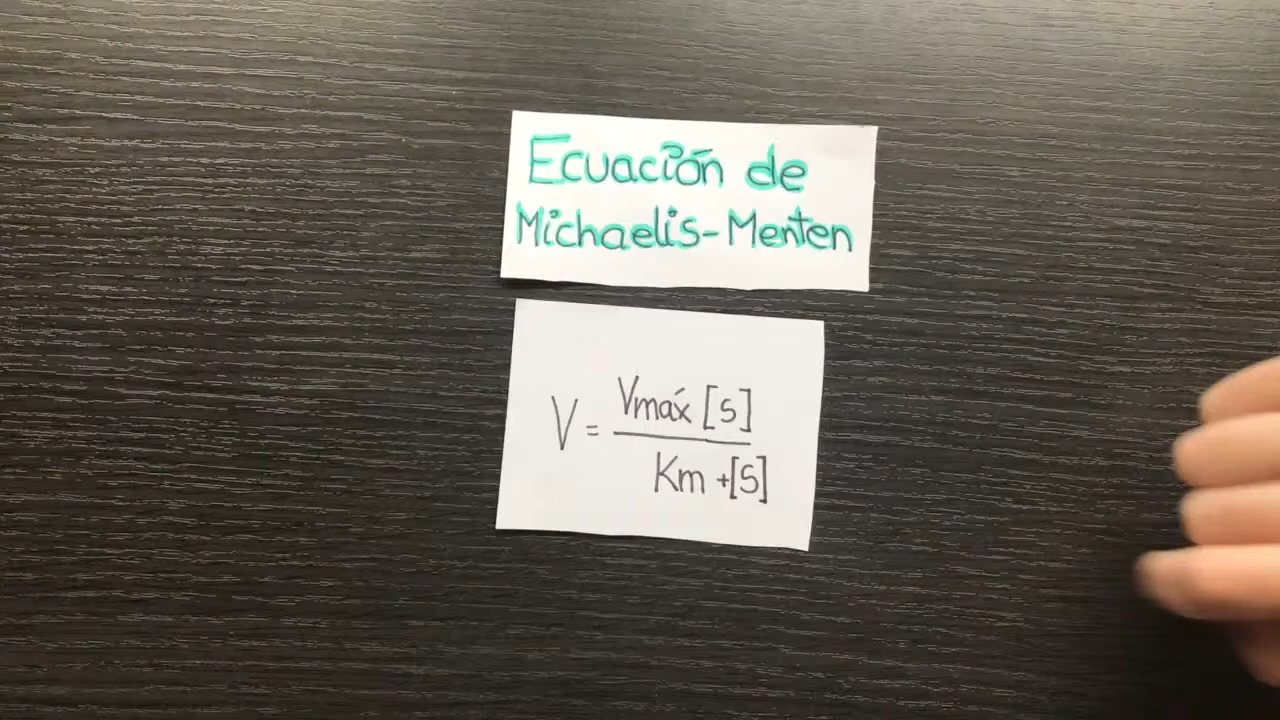 Ecuación de
Michaelis-Menten
V = Vmáx [S]
Km + [S]